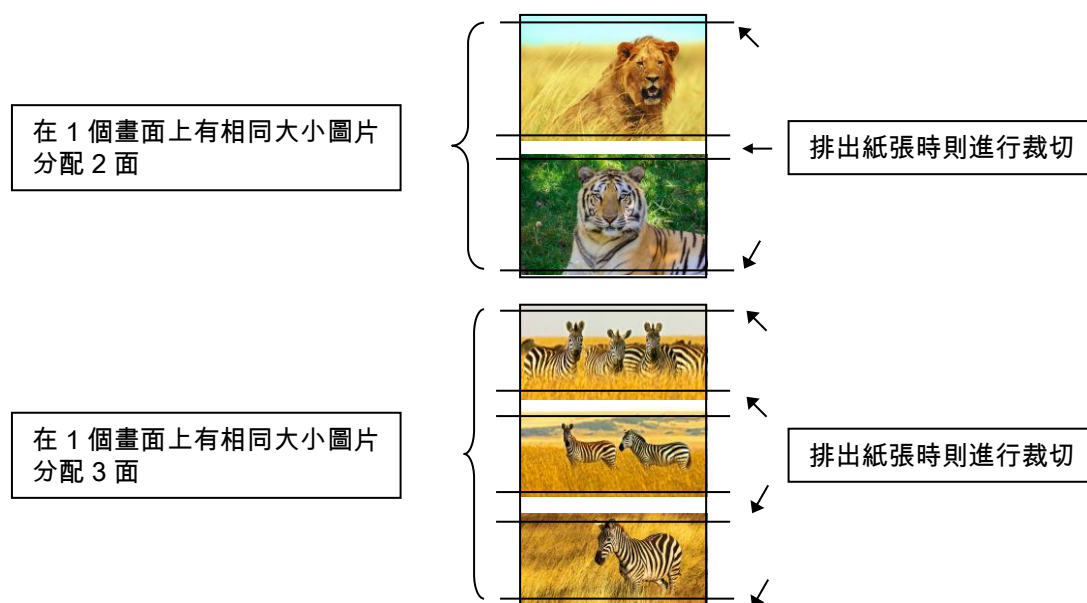 在 1 個畫面上有相同大小圖片
分配 2 面
排出紙張時則進行裁切
在 1 個畫面上有相同大小圖片
分配 3 面
排出紙張時則進行裁切